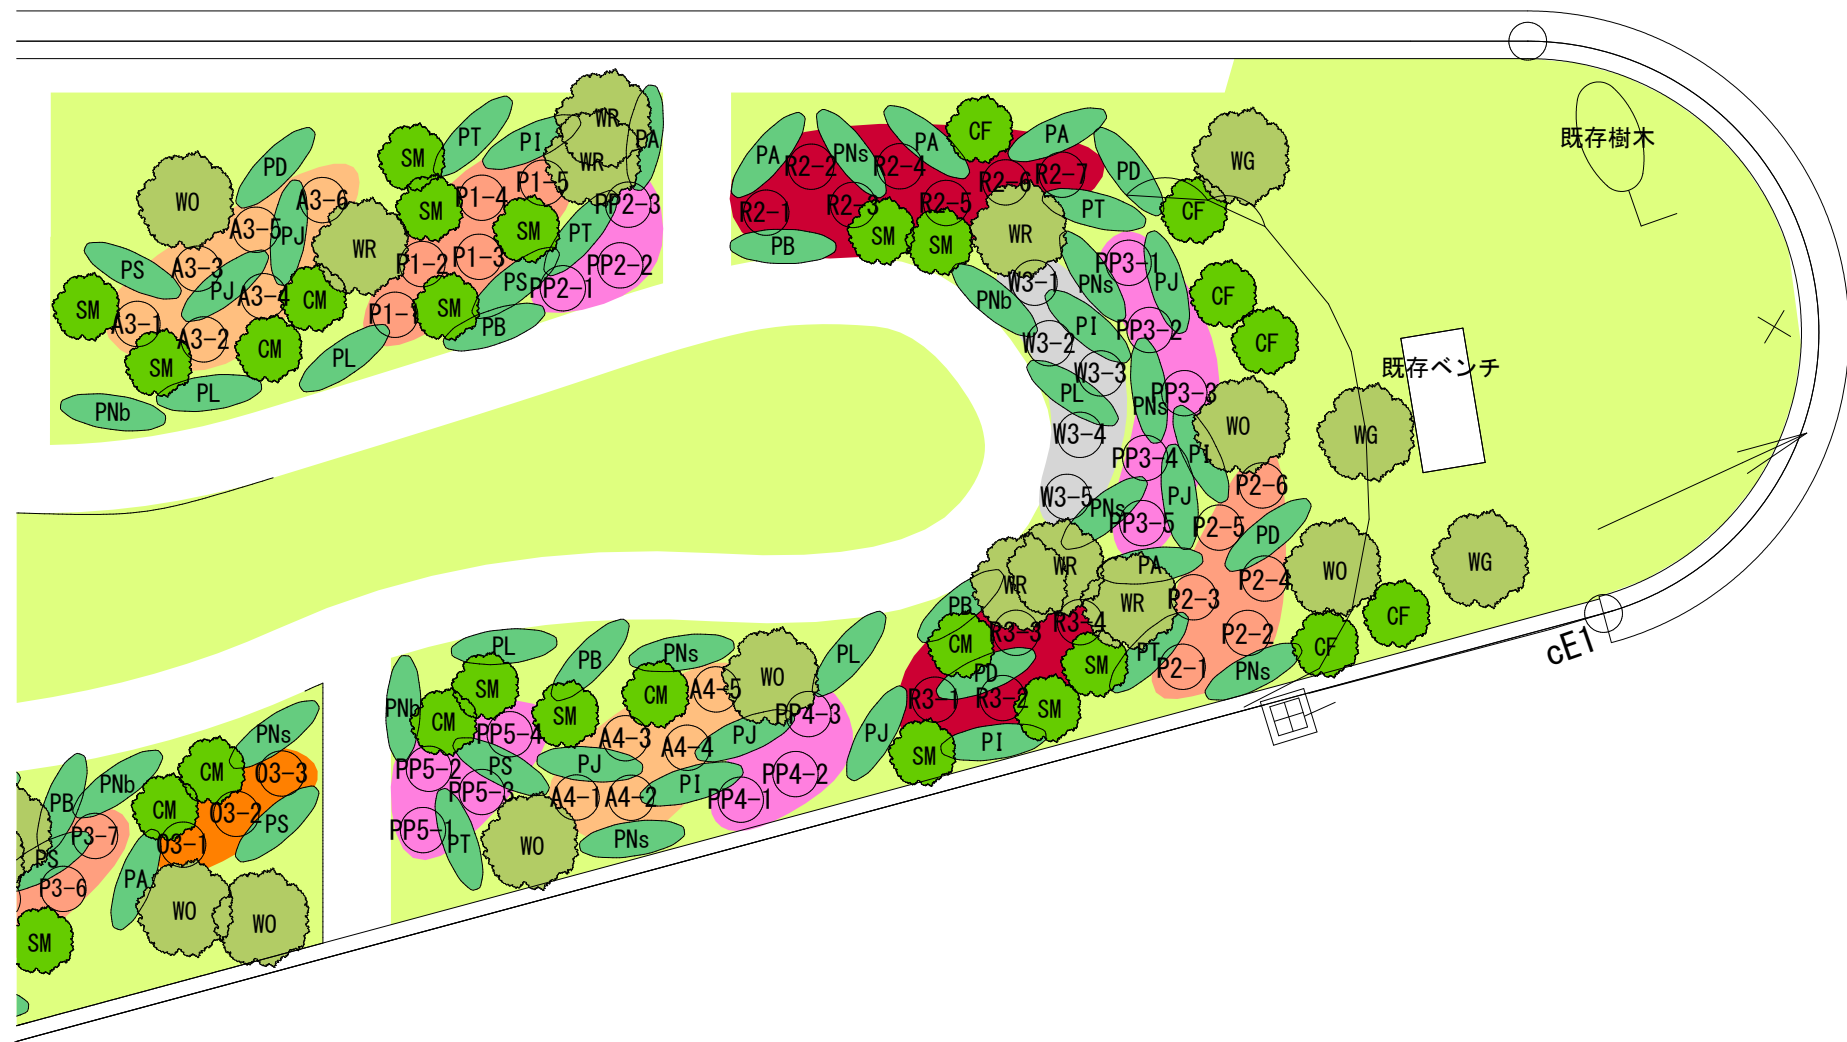 WR
PT
PI
PA
WR
SM
PD
WO
A3-6
P1-4
P1-5
SM
PP2-3
A3-5
PJ
WR
SM
PT
PS
A3-3
P1-2
P1-3
PP2-2
PJ
A3-4
CM
PS
PP2-1
SM
A3-1
P1-1
SM
PB
A3-2
CM
SM
PL
PL
PNb
CF
PA
PNs
PA
PA
R2-2
R2-4
R2-6
R2-7
PD
WG
既存樹木
R2-1
R2-3
R2-5
PT
CF
PB
SM
SM
WR
PP3-1
W3-1
PNs
PJ
PNb
CF
PI
PP3-2
W3-2
CF
W3-3
既存ベンチ
PL
PP3-3
PNs
W3-4
WO
WG
PP3-4
PI
W3-5
PNs
PJ
P2-6
PP3-5
P2-5
PD
WR
PA
WR
P2-4
WO
WG
PB
WR
P2-3
CF
R3-3
R3-4
P2-2
CM
PT
CF
cE1
PD
SM
P2-1
PNs
R3-1
R3-2
SM
PJ
PI
SM
PL
PB
PNs
PL
SM
CM
A4-5
WO
PNb
CM
SM
PP4-3
PP5-4
A4-3
A4-4
PJ
PP5-2
PS
PJ
PP4-2
PP5-3
A4-1
A4-2
PI
PP4-1
PP5-1
PT
WO
PNs
PNs
CM
O3-3
PNb
PB
CM
O3-2
PS
P3-7
O3-1
PS
P3-6
PA
WO
WO
SM